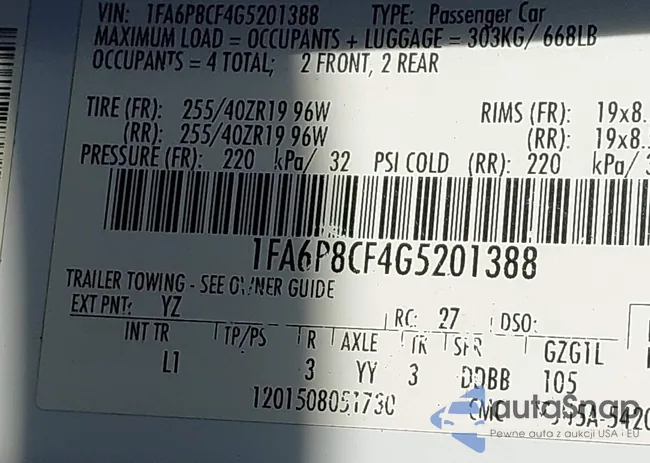 VIN: 1FA6P8CF4G5201388 TYPE: Passenger Car
MAXIMUM LOAD = OCCUPANTS + LUGGAGE = 303KG/ 668LB
OCCUPANTS = 4 TOTAL; 2 FRONT, 2 REAR
TIRE (FR): 255/40ZR19 96W RIMS (FR): 19x8.
(RR): 255/40ZR19 96W (RR): 19x8.
PRESSURE (FR): 220 kPa/ 32 PSI COLD (RR): 220 kPa/
1FA6P8CF4G5201388
TRAILER TOWING - SEE OWNER GUIDE
EXT PNT: YZ RC: 27 DSO:
INT TR TP/PS R AXLE TR SPR GZGTL
L1 3 YY 3 DDBB 105
1201508051730 CMC
autoSnap
Pewne auta z aukcji USA i EU